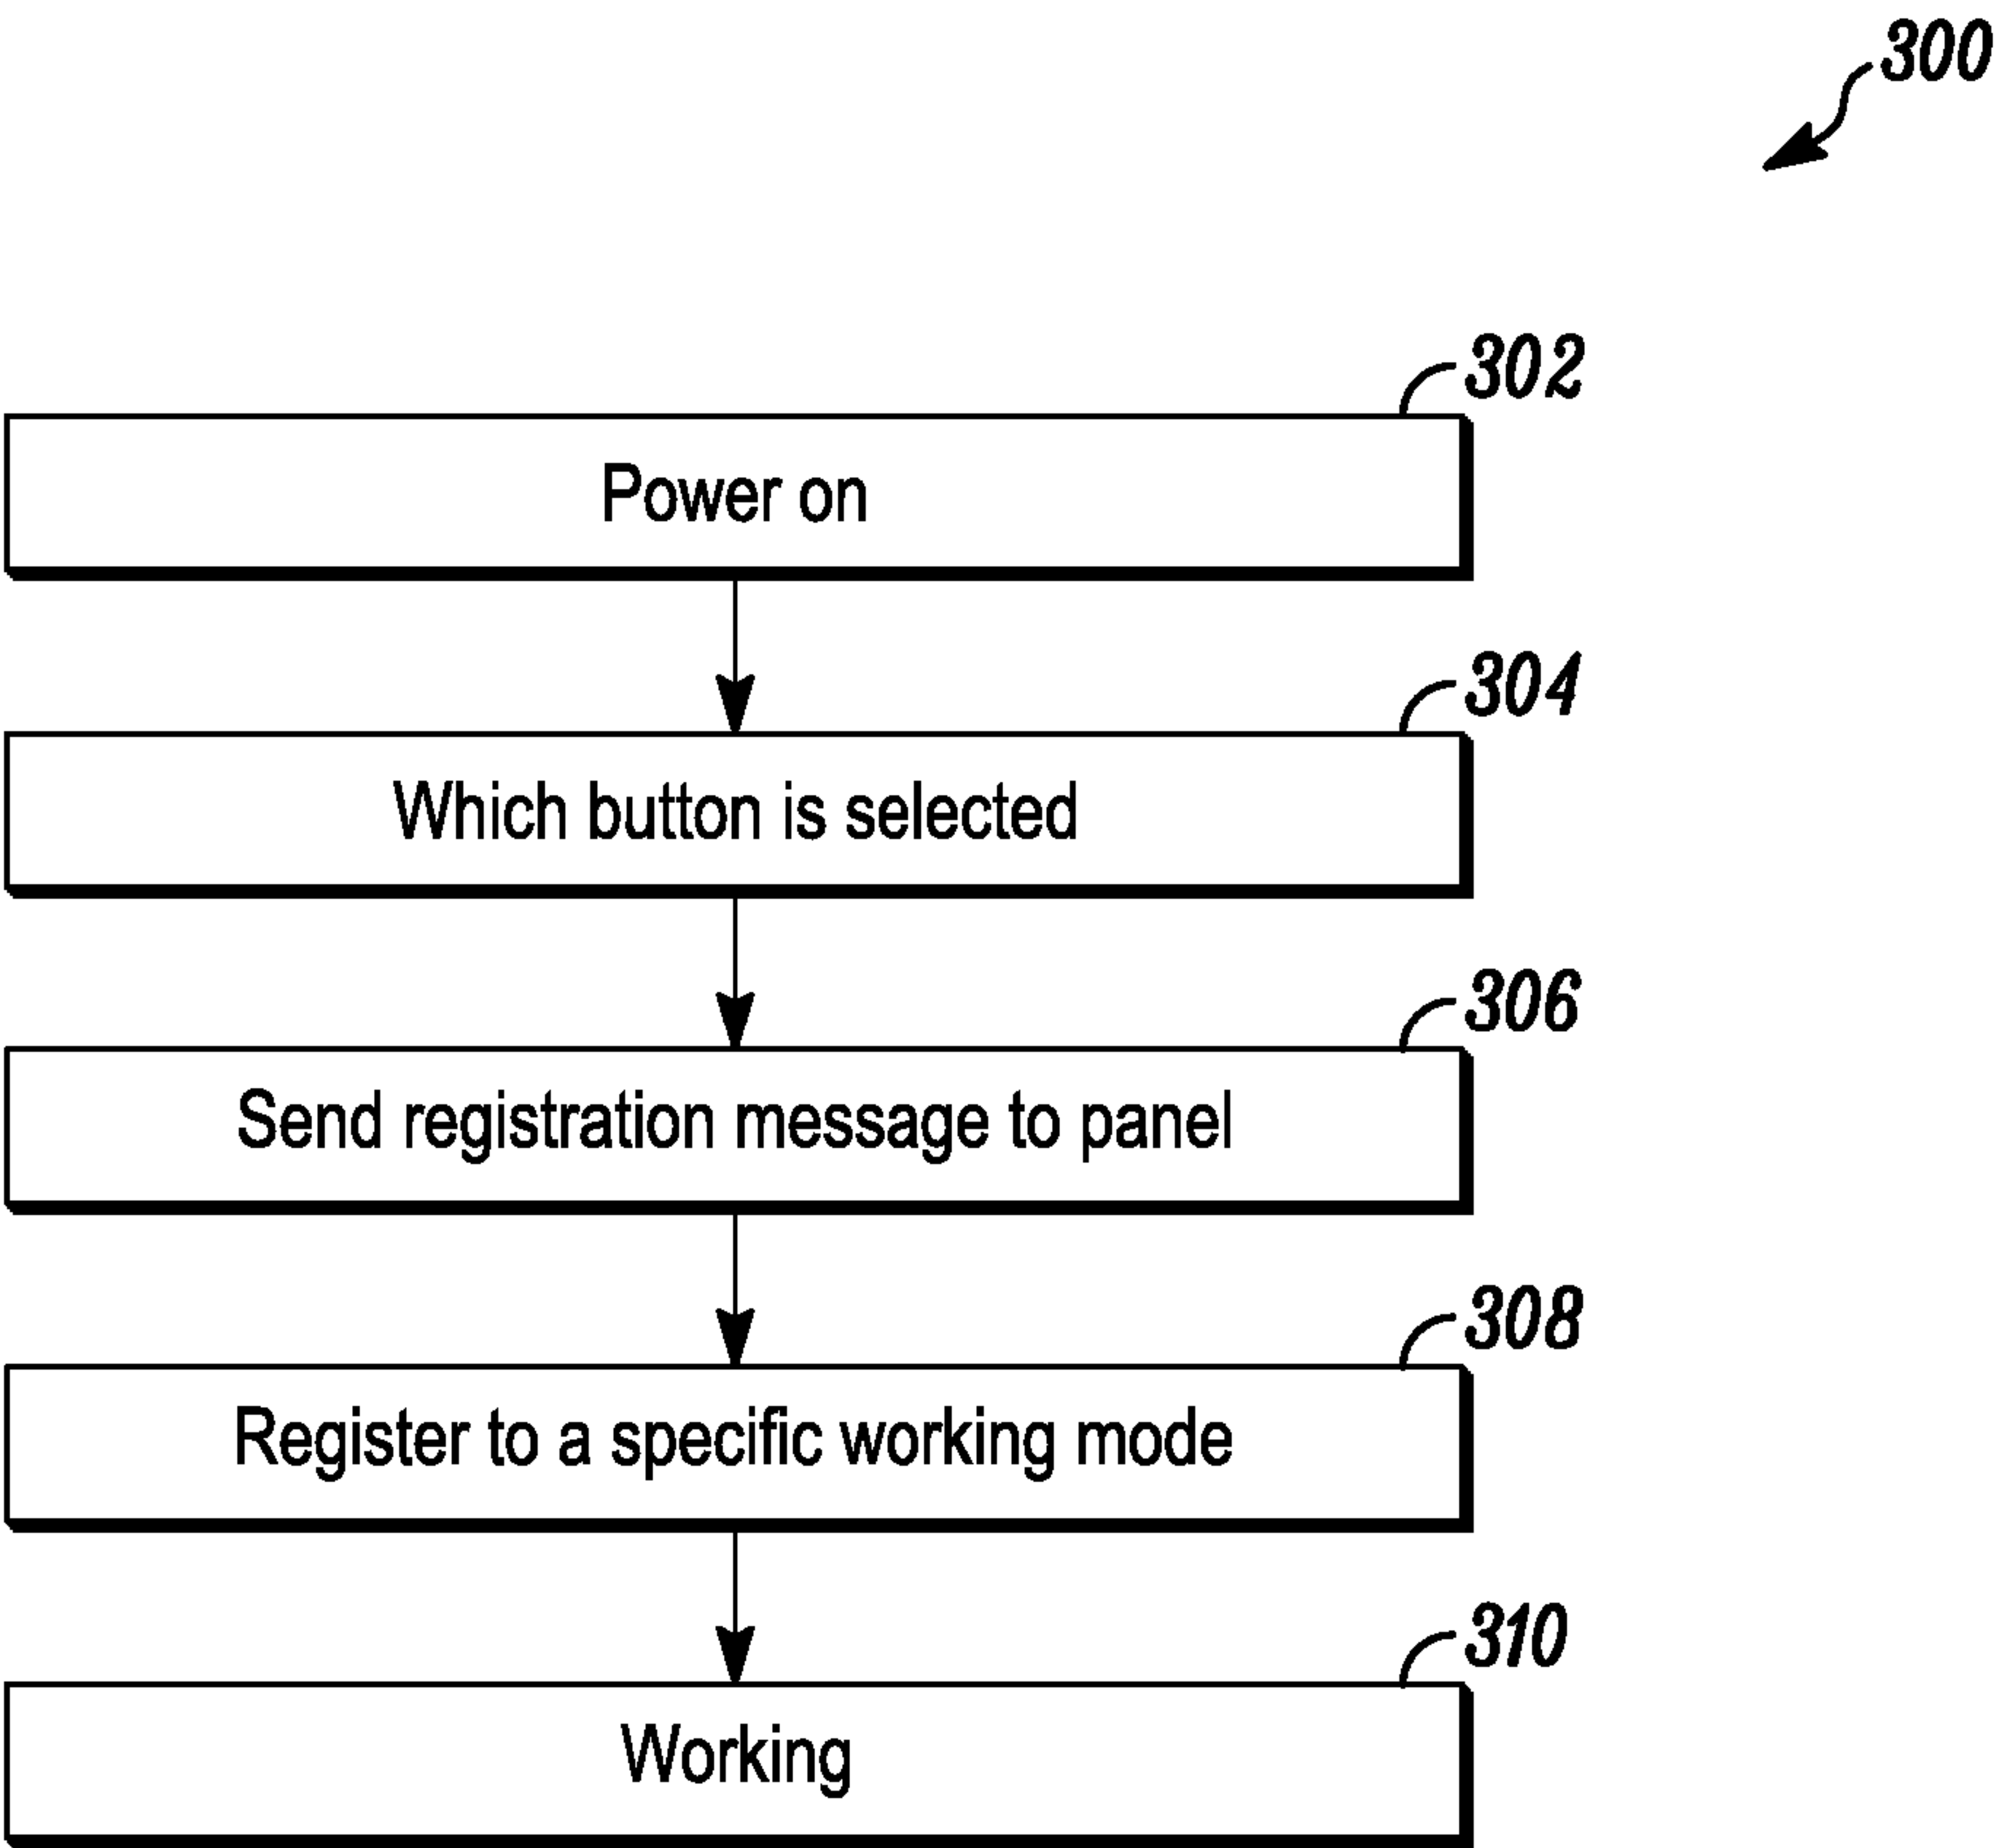 300
302
Power on
304
Which button is selected
306
Send registration message to panel
308
Register to a specific working mode
310
Working